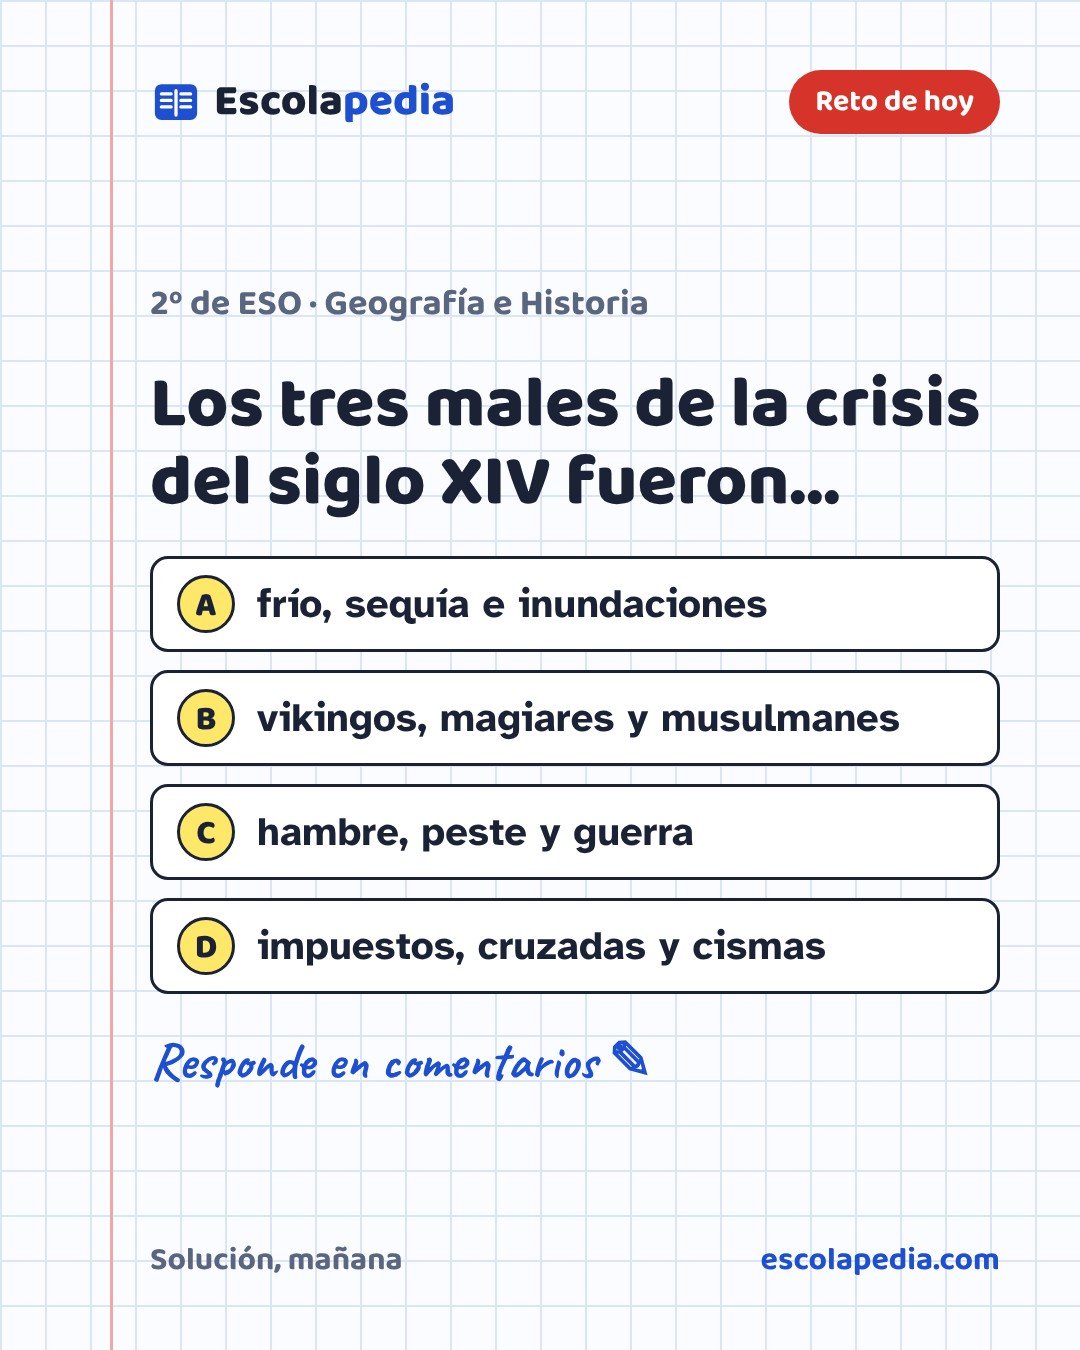 Escolapedia
Reto de hoy
2º de ESO · Geografía e Historia
Los tres males de la crisis
del siglo XIV fueron...
A frío, sequía e inundaciones
B vikingos, magiares y musulmanes
C hambre, peste y guerra
D impuestos, cruzadas y cismas
Responde en comentarios ✎
Solución, mañana
escolapedia.com